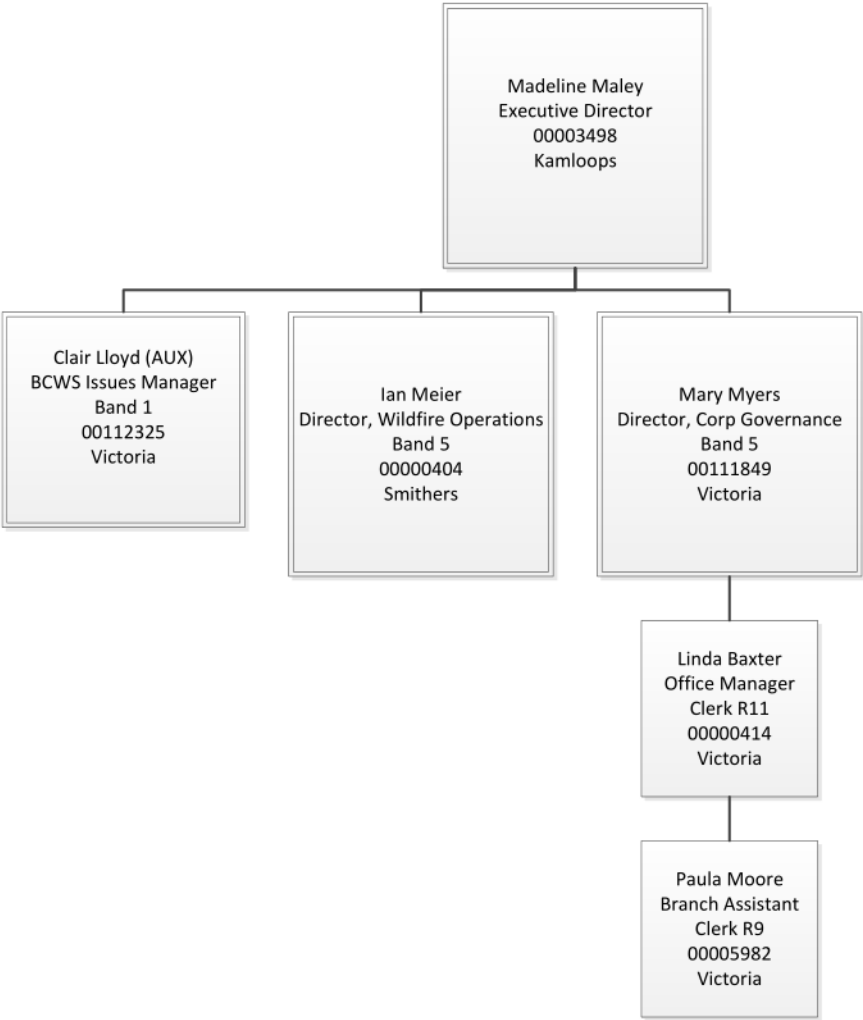 Madeline Maley
Executive Director
00003498
Kamloops
Clair Lloyd (AUX)
BCWS Issues Manager
Band 1
00112325
Victoria
Ian Meier
Director, Wildfire Operations
Band 5
00000404
Smithers
Mary Myers
Director, Corp Governance
Band 5
00111849
Victoria
Linda Baxter
Office Manager
Clerk R11
00000414
Victoria
Paula Moore
Branch Assistant
Clerk R9
00005982
Victoria